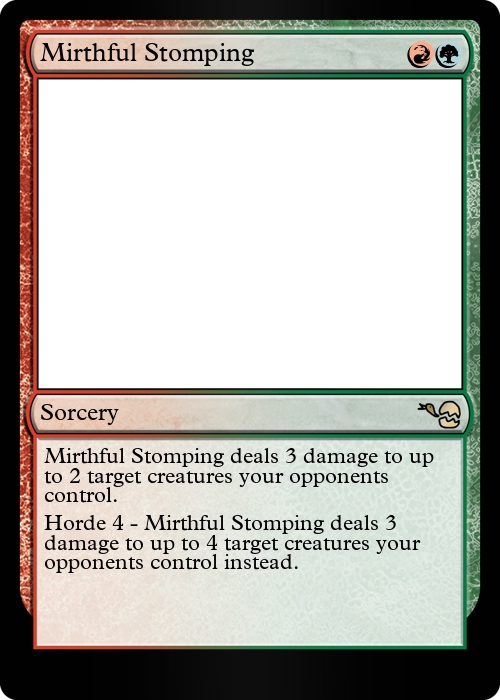 Mirthful Stomping
Sorcery
Mirthful Stomping deals 3 damage to up
to 2 target creatures your opponents
control.
Horde 4 - Mirthful Stomping deals 3
damage to up to 4 target creatures your
opponents control instead.